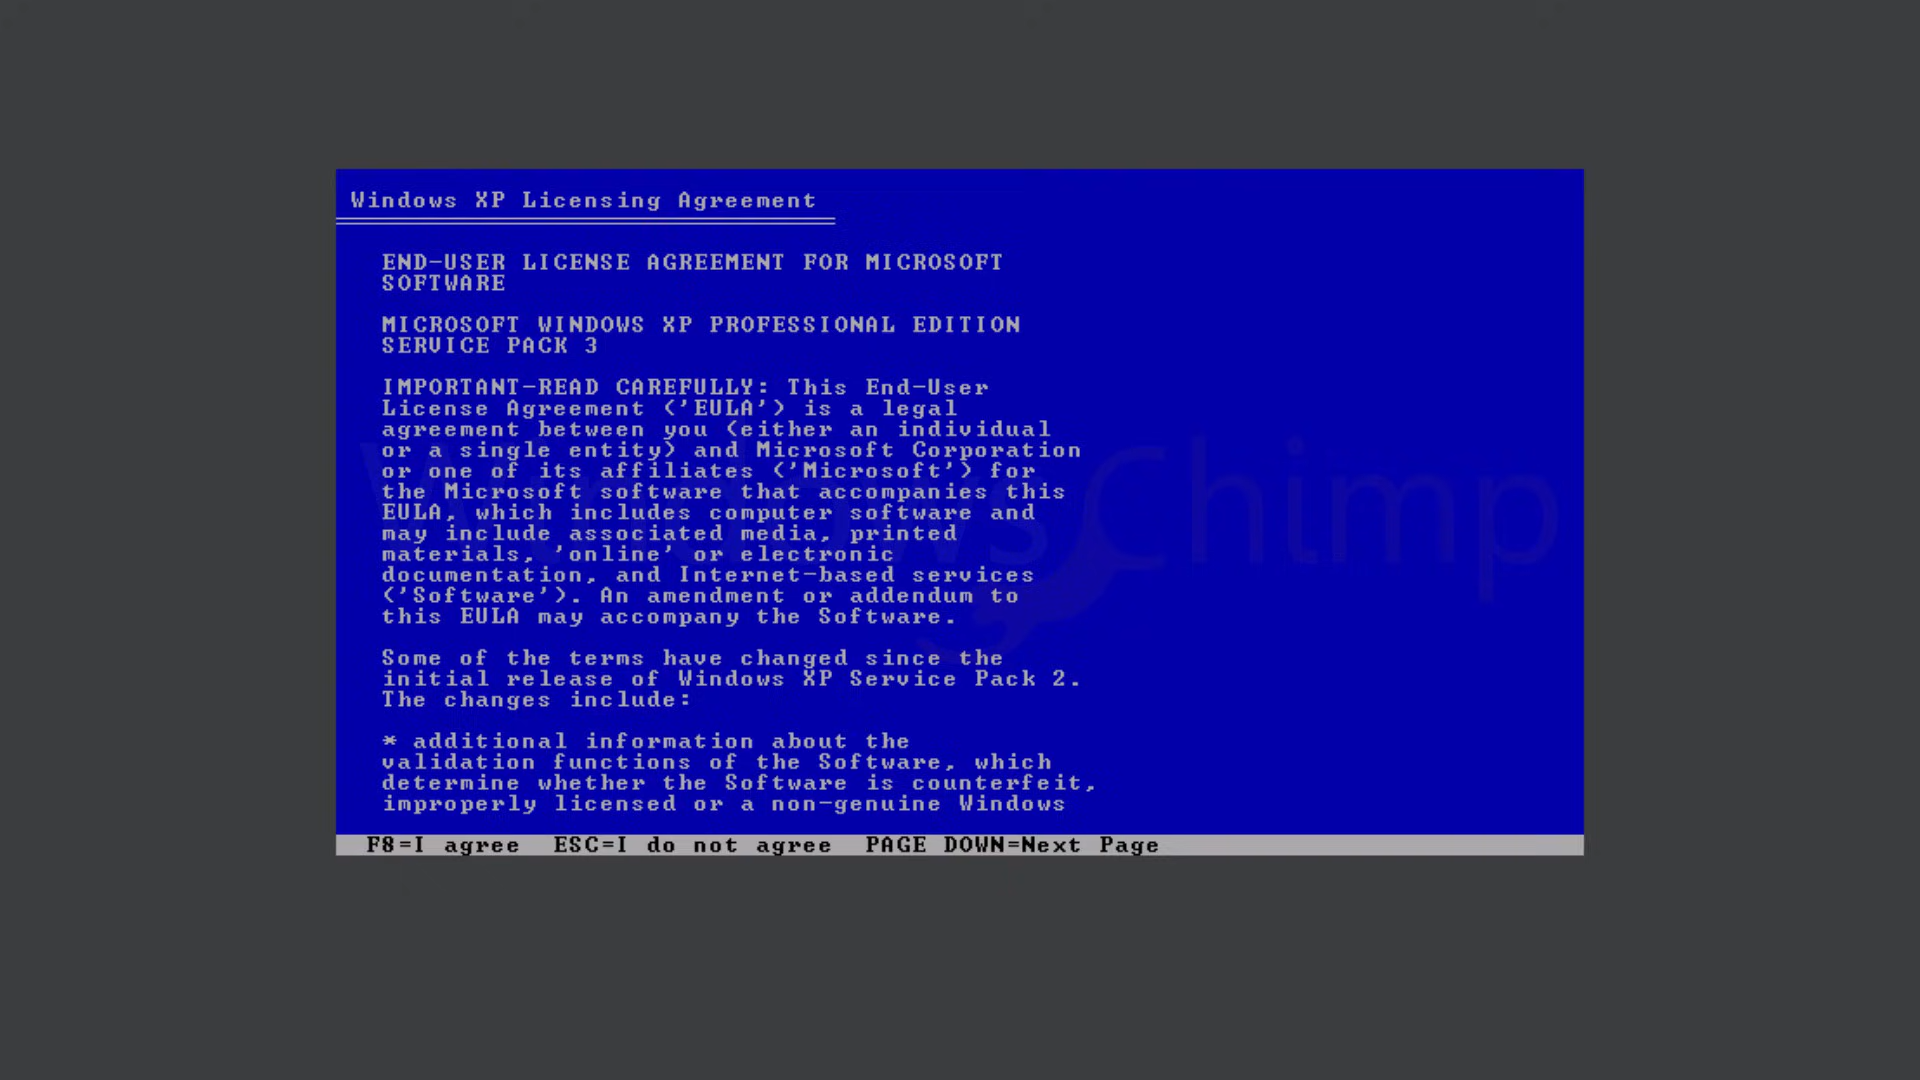 Windows XP Licensing Agreement
END-USER LICENSE AGREEMENT FOR MICROSOFT
SOFTWARE
MICROSOFT WINDOWS XP PROFESSIONAL EDITION
SERVICE PACK 3
IMPORTANT-READ CAREFULLY: This End-User
License Agreement ('EULA') is a legal
agreement between you (either an individual
or a single entity) and Microsoft Corporation
or one of its affiliates ('Microsoft') for
the Microsoft software that accompanies this
EULA, which includes computer software and
may include associated media, printed
materials, 'online' or electronic
documentation, and Internet-based services
('Software'). An amendment or addendum to
this EULA may accompany the Software.
Some of the terms have changed since the
initial release of Windows XP Service Pack 2.
The changes include:
* additional information about the
validation functions of the Software, which
determine whether the Software is counterfeit,
improperly licensed or a non-genuine Windows
F8=I agree ESC=I do not agree PAGE DOWN=Next Page
WindowsChimp